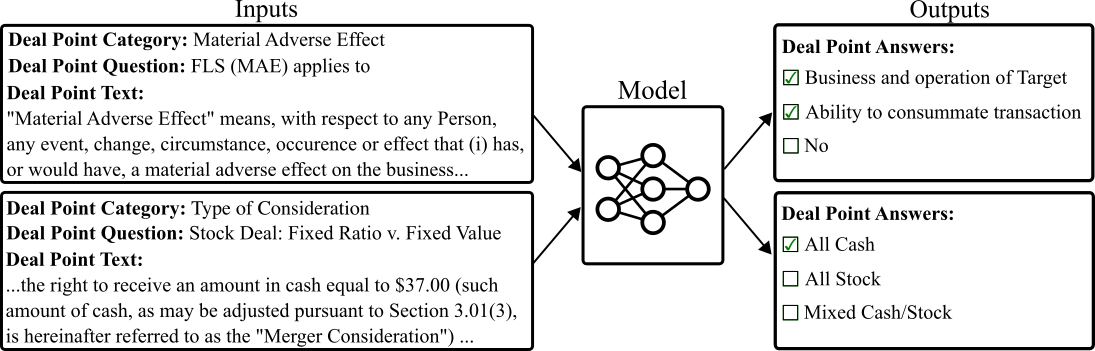 Inputs
Deal Point Category: Material Adverse Effect
Deal Point Question: FLS (MAE) applies to
Deal Point Text:
"Material Adverse Effect" means, with respect to any Person,
any event, change, circumstance, occurence or effect that (i) has,
or would have, a material adverse effect on the business...
Deal Point Category: Type of Consideration
Deal Point Question: Stock Deal: Fixed Ratio v. Fixed Value
Deal Point Text:
...the right to receive an amount in cash equal to $37.00 (such
amount of cash, as may be adjusted pursuant to Section 3.01(3),
is hereinafter referred to as the "Merger Consideration") ...
Model
Outputs
Deal Point Answers:
Business and operation of Target
Ability to consummate transaction
No
Deal Point Answers:
All Cash
All Stock
Mixed Cash/Stock